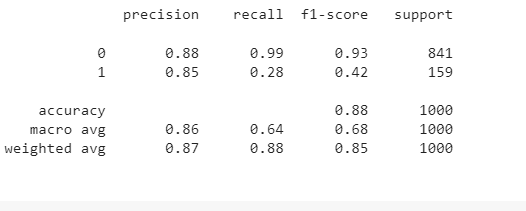 precision recall f1-score support
0 0.88 0.99 0.93 841
1 0.85 0.28 0.42 159
accuracy 0.88 1000
macro avg 0.86 0.64 0.68 1000
weighted avg 0.87 0.88 0.85 1000